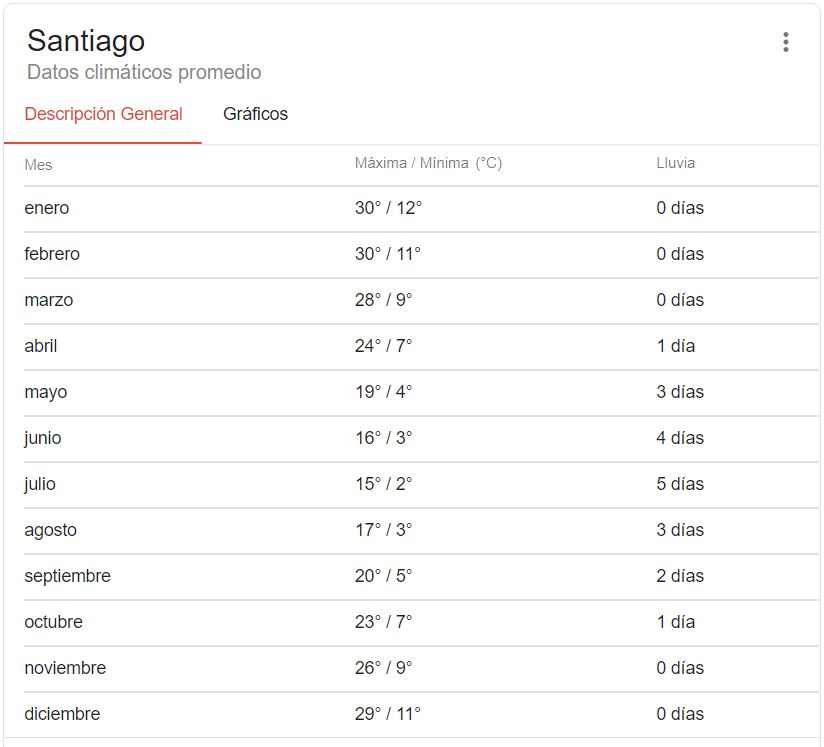 Santiago
Datos climáticos promedio
Descripción General Gráficos
Mes Máxima / Mínima (°C) Lluvia
enero 30° / 12° 0 días
febrero 30° / 11° 0 días
marzo 28° / 9° 0 días
abril 24° / 7° 1 día
mayo 19° / 4° 3 días
junio 16° / 3° 4 días
julio 15° / 2° 5 días
agosto 17° / 3° 3 días
septiembre 20° / 5° 2 días
octubre 23° / 7° 1 día
noviembre 26° / 9° 0 días
diciembre 29° / 11° 0 días